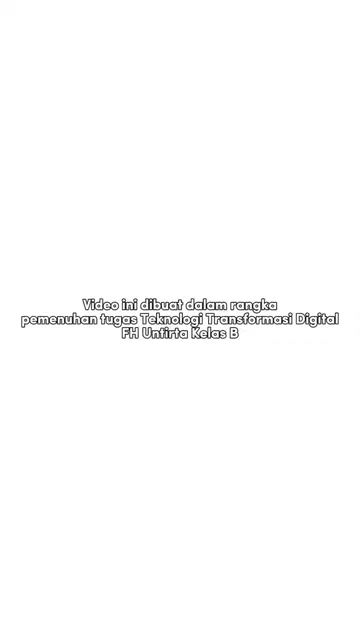 Video ini dibuat dalam rangka
pemenuhan tugas Teknologi Transformasi Digital
FH Untirta Kelas B